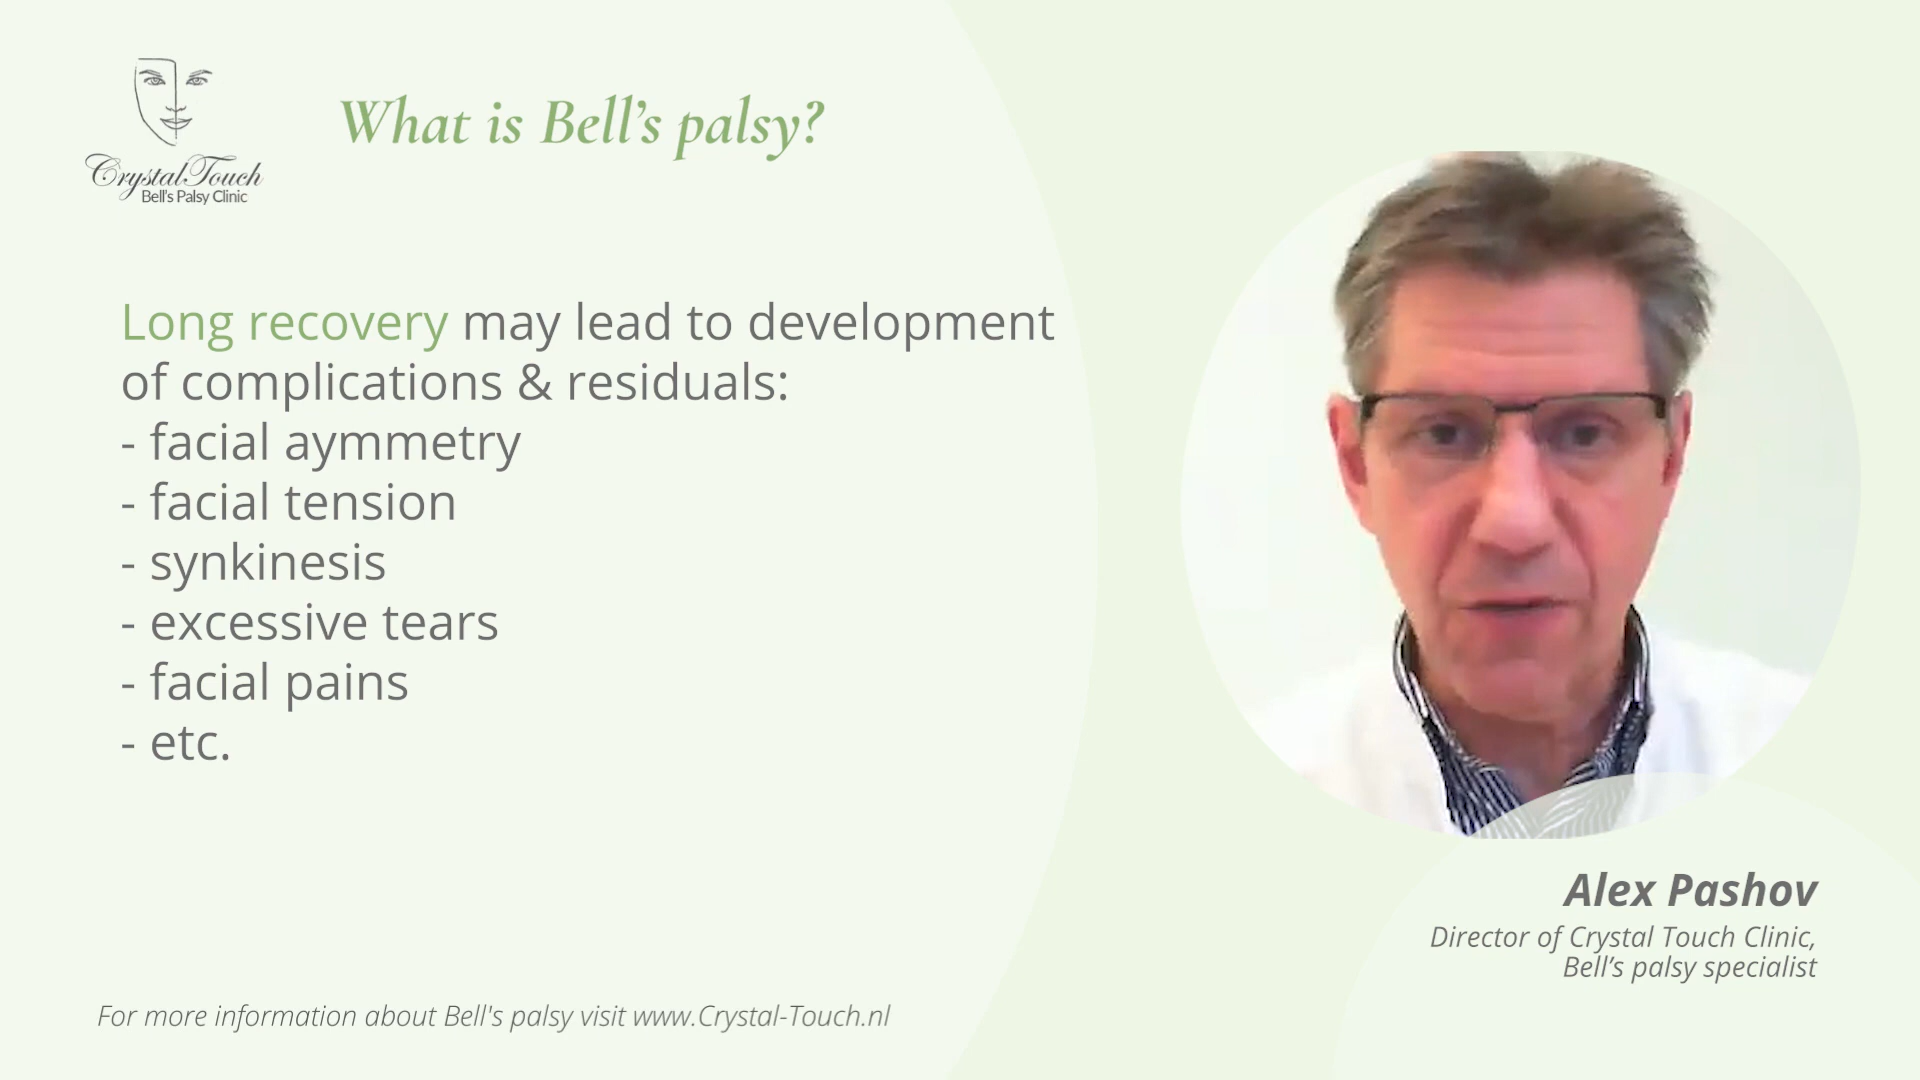 Crystal Touch
Bell's Palsy Clinic
What is Bell's palsy?
Long recovery may lead to development
of complications & residuals:
- facial aymmetry
- facial tension
- synkinesis
- excessive tears
- facial pains
- etc.
Alex Pashov
Director of Crystal Touch Clinic,
Bell's palsy specialist
For more information about Bell's palsy visit www.Crystal-Touch.nl